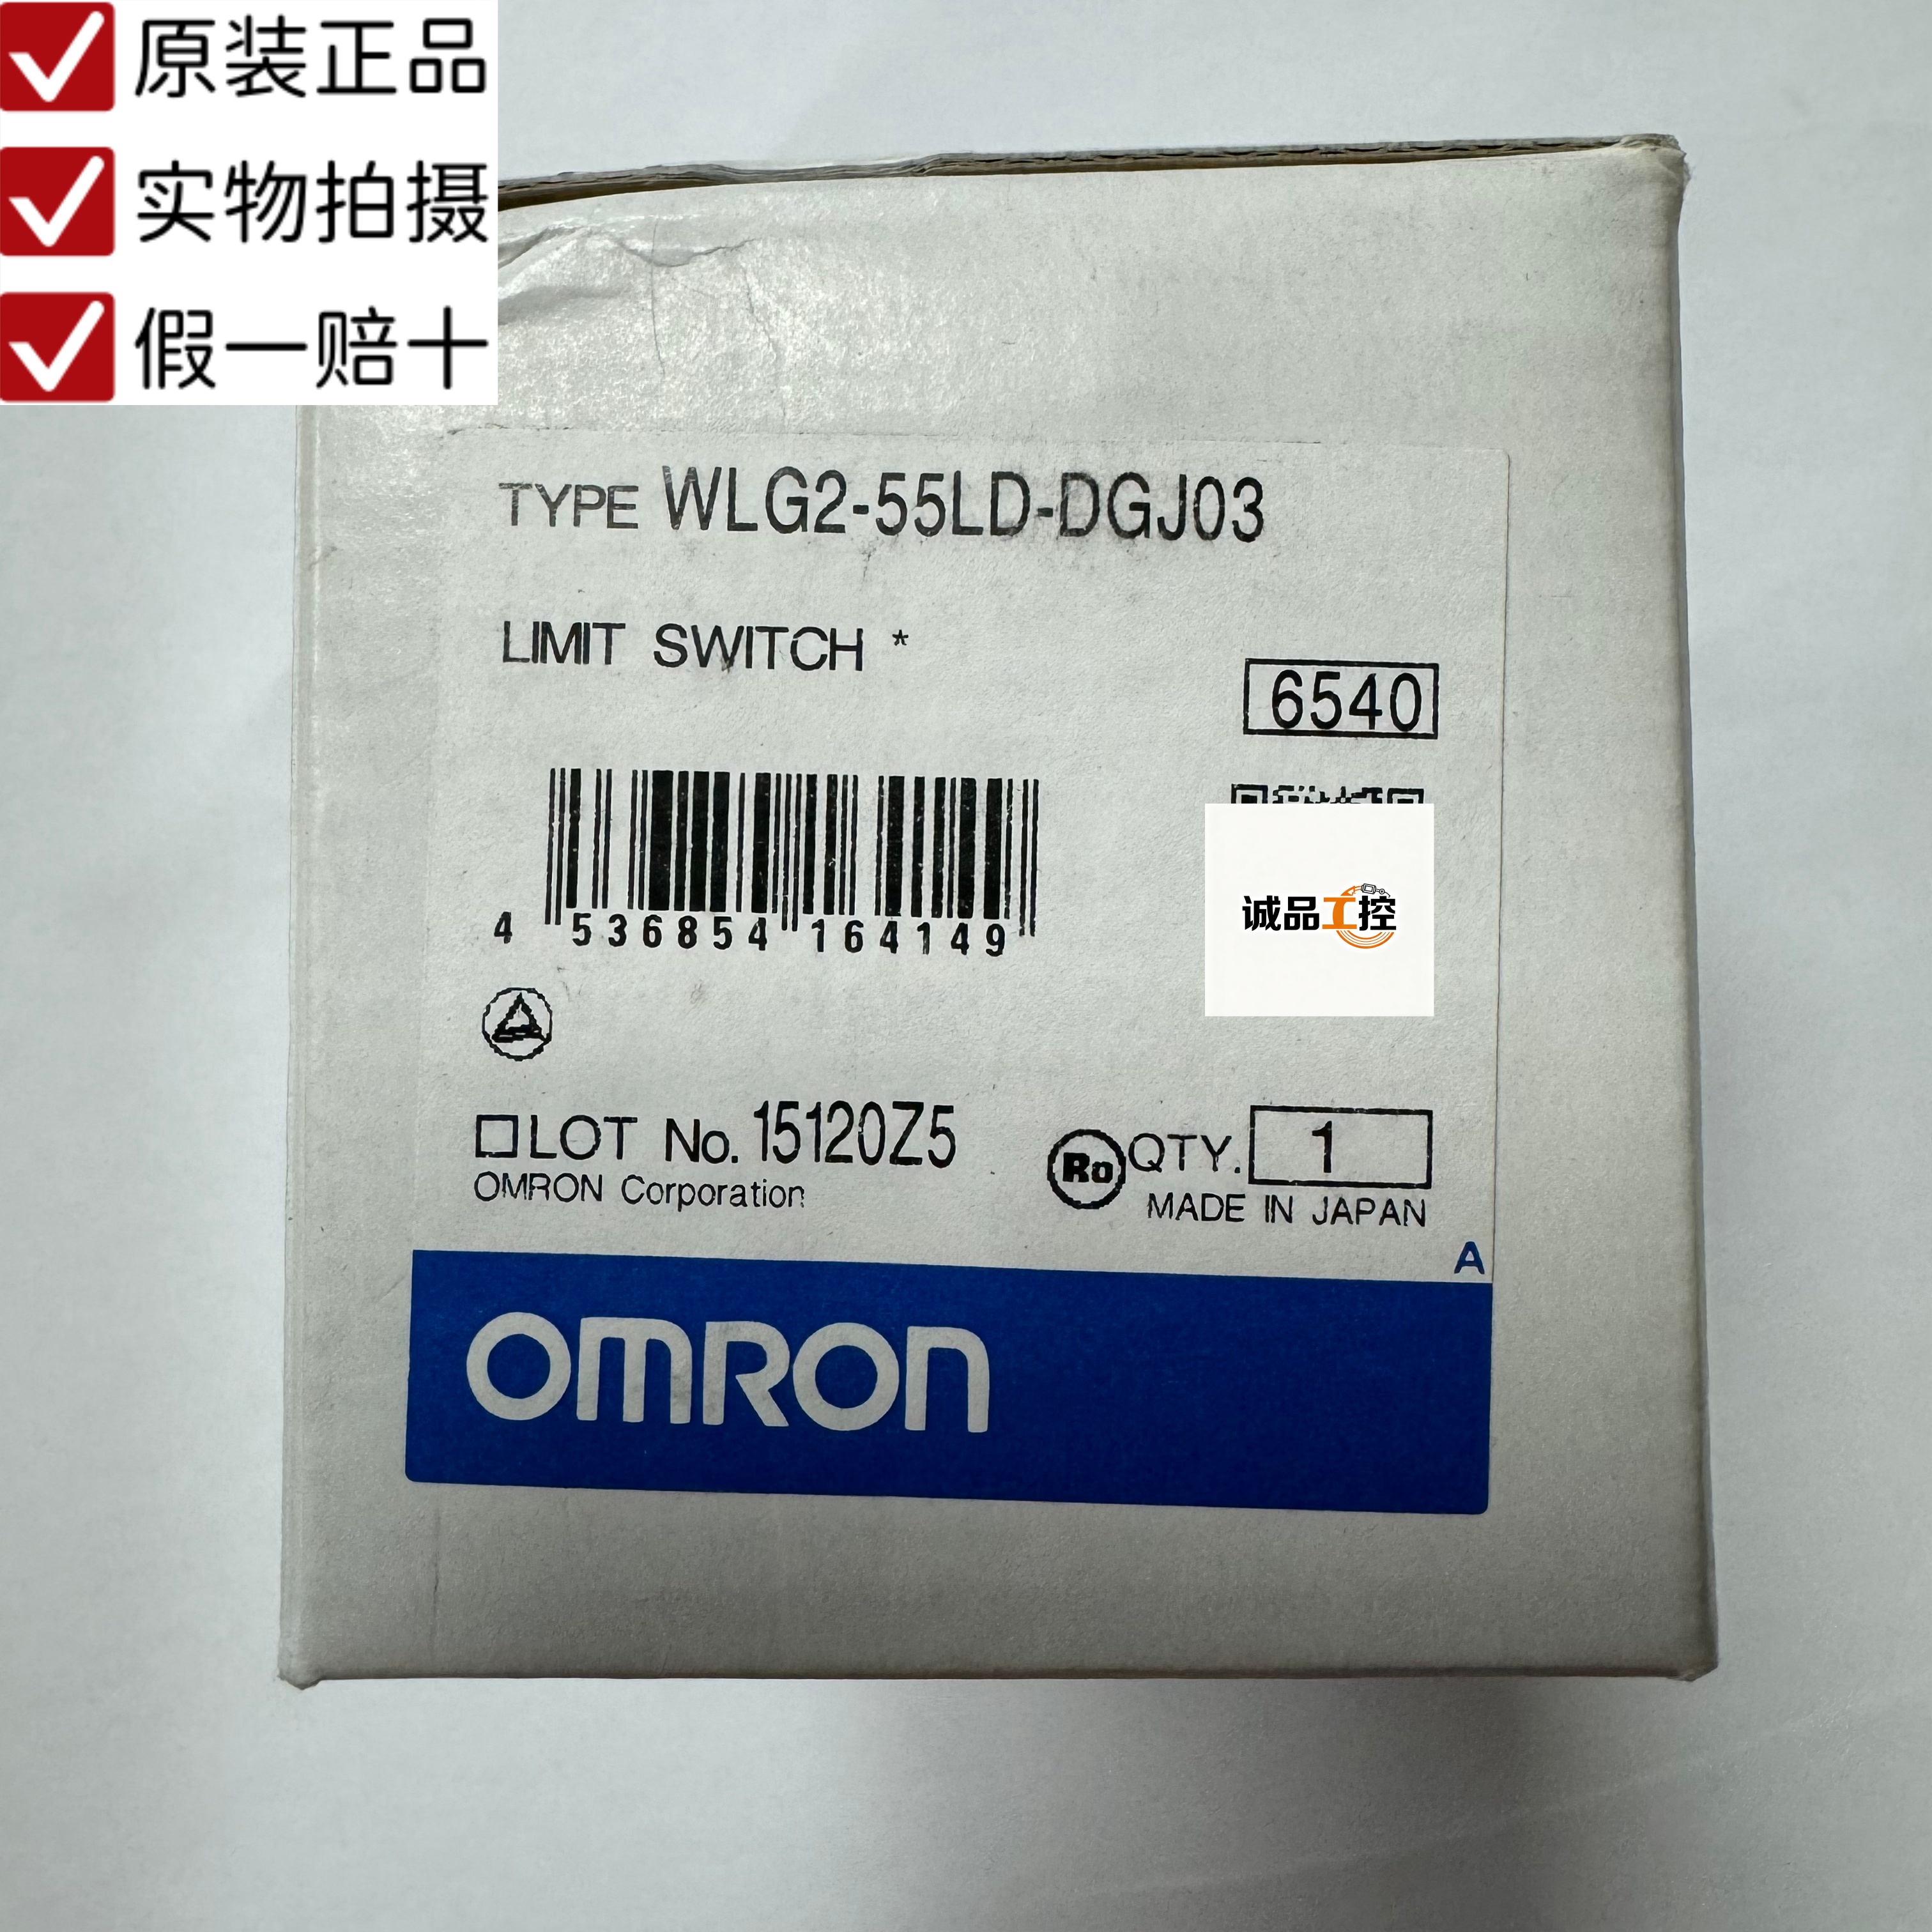 原装正品
实物拍摄
假一赔十
TYPE WLG2-55LD-DGJ03
LIMIT SWITCH *
6540
4 536854 164149
诚品工控
LOT No. 15120Z5
Ro QTY. 1
OMRON Corporation
MADE IN JAPAN
A
OMRON